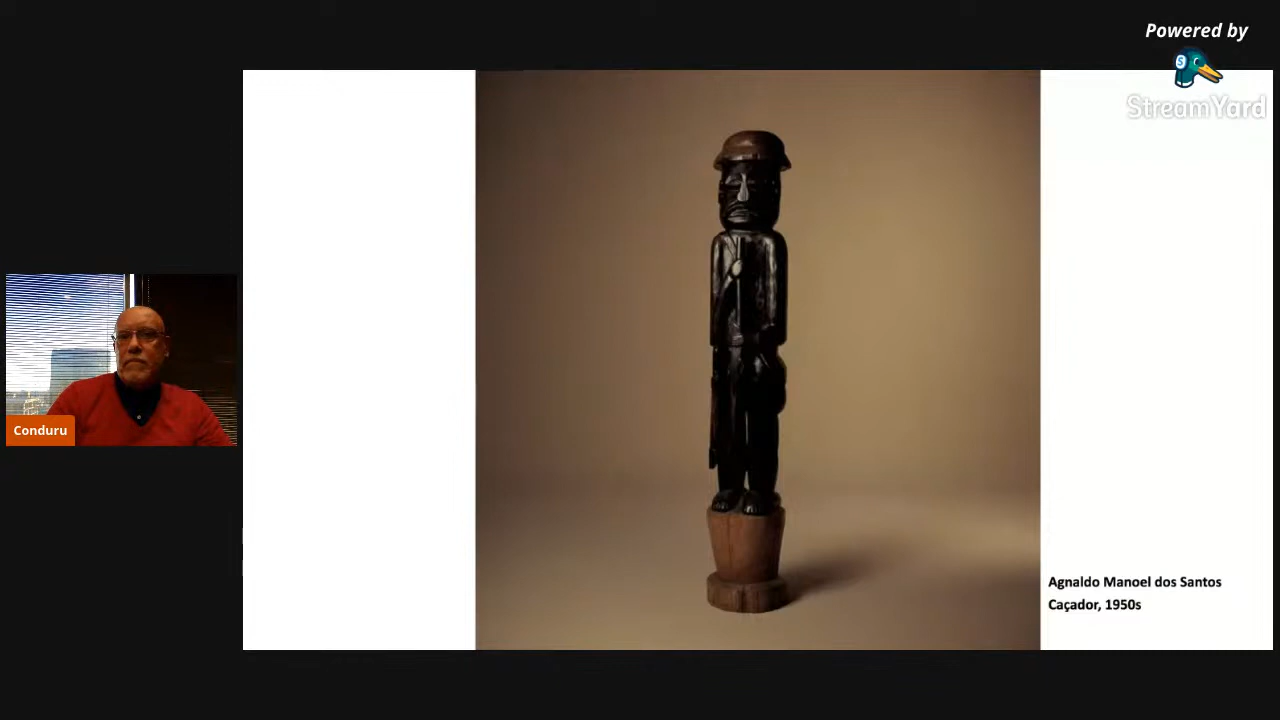 Powered by
StreamYard
Conduru
Agnaldo Manoel dos Santos
Caçador, 1950s